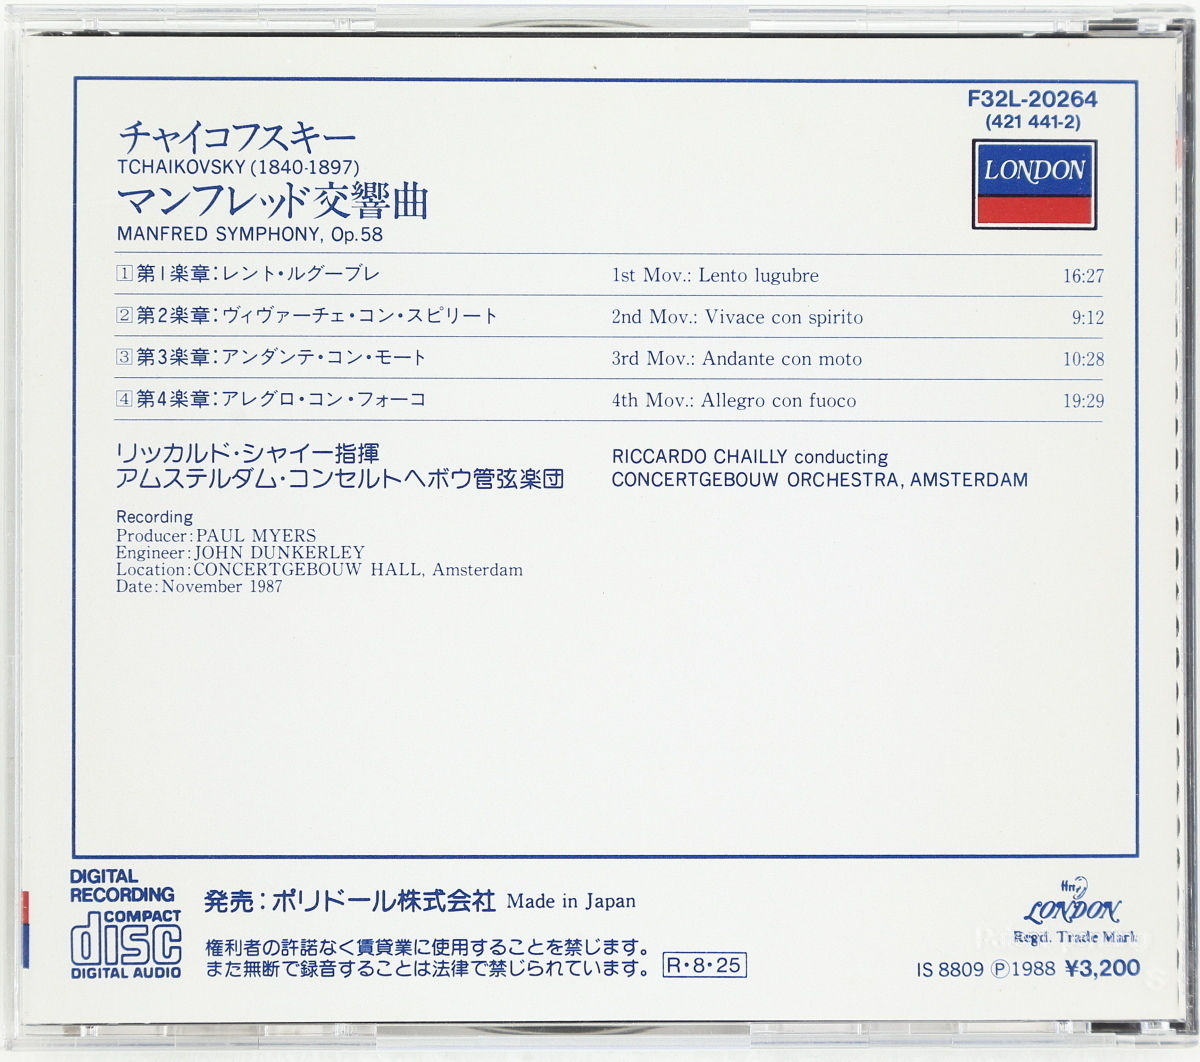 F32L-20264
(421 441-2)
LONDON
チャイコフスキー
TCHAIKOVSKY (1840-1897)
マンフレッド交響曲
MANFRED SYMPHONY, Op.58
1 第1楽章:レント・ルグーブレ 1st Mov.: Lento lugubre 16:27
2 第2楽章:ヴィヴァーチェ・コン・スピリート 2nd Mov.: Vivace con spirito 9:12
3 第3楽章:アンダンテ・コン・モート 3rd Mov.: Andante con moto 10:28
4 第4楽章:アレグロ・コン・フォーコ 4th Mov.: Allegro con fuoco 19:29
リッカルド・シャイー指揮
アムステルダム・コンセルトヘボウ管弦楽団
RICCARDO CHAILLY conducting
CONCERTGEBOUW ORCHESTRA, AMSTERDAM
Recording
Producer:PAUL MYERS
Engineer:JOHN DUNKERLEY
Location:CONCERTGEBOUW HALL, Amsterdam
Date:November 1987
DIGITAL
RECORDING
COMPACT
disc
DIGITAL AUDIO
発売:ポリドール株式会社 Made in Japan
権利者の許諾なく賃貸業に使用することを禁じます。
また無断で録音することは法律で禁じられています。
R・8・25
ffrr
LONDON
Regd. Trade Mark
IS 8809 Ⓟ1988 ¥3,200